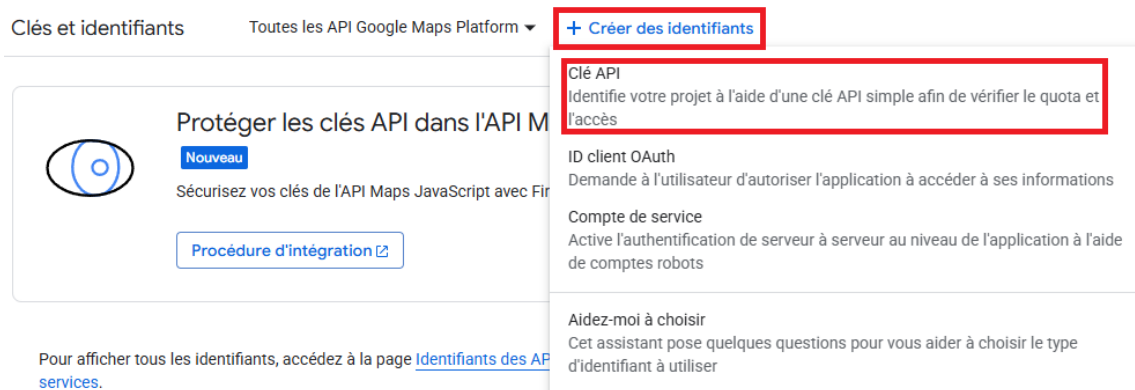 Clés et identifiants
Toutes les API Google Maps Platform
+ Créer des identifiants
Protéger les clés API dans l'API M
Nouveau
Sécurisez vos clés de l'API Maps JavaScript avec Fir
Procédure d'intégration
Pour afficher tous les identifiants, accédez à la page Identifiants des AP
services.
Clé API
Identifie votre projet à l'aide d'une clé API simple afin de vérifier le quota et
l'accès
ID client OAuth
Demande à l'utilisateur d'autoriser l'application à accéder à ses informations
Compte de service
Active l'authentification de serveur à serveur au niveau de l'application à l'aide
de comptes robots
Aidez-moi à choisir
Cet assistant pose quelques questions pour vous aider à choisir le type
d'identifiant à utiliser